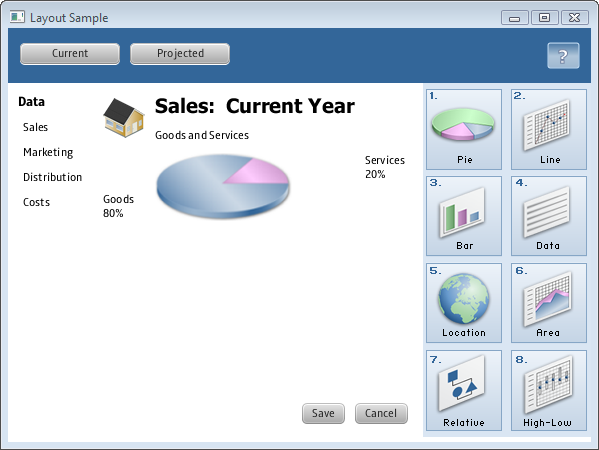 Layout Sample
Current
Projected
?
Data
Sales
Marketing
Distribution
Costs
Sales:  Current Year
Goods and Services
Goods
80%
Services
20%
1.
Pie
2.
Line
3.
Bar
4.
Data
5.
Location
6.
Area
7.
Relative
8.
High-Low
Save
Cancel